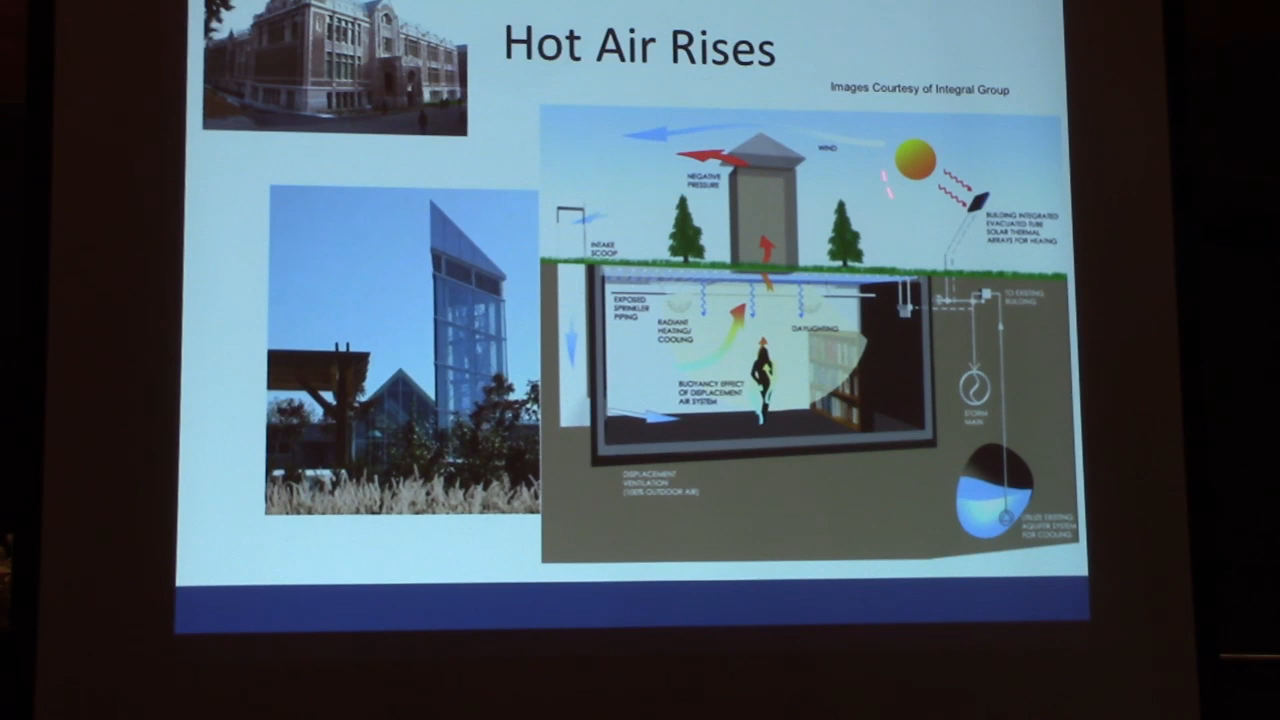 Hot Air Rises
Images Courtesy of Integral Group
WIND
NEGATIVE
PRESSURE
BUILDING INTEGRATED
EVACUATED TUBE
SOLAR THERMAL
ARRAYS FOR HEATING
INTAKE
SCOOP
EXPOSED
SPRINKLER
PIPING
RADIANT
HEATING/
COOLING
DAYLIGHTING
TO EXISTING
BUILDING
BUOYANCY EFFECT
OF DISPLACEMENT
AIR SYSTEM
STORM
MAIN
DISPLACEMENT
VENTILATION
(100% OUTDOOR AIR)
UTILIZE EXISTING
AQUIFER SYSTEM
FOR COOLING